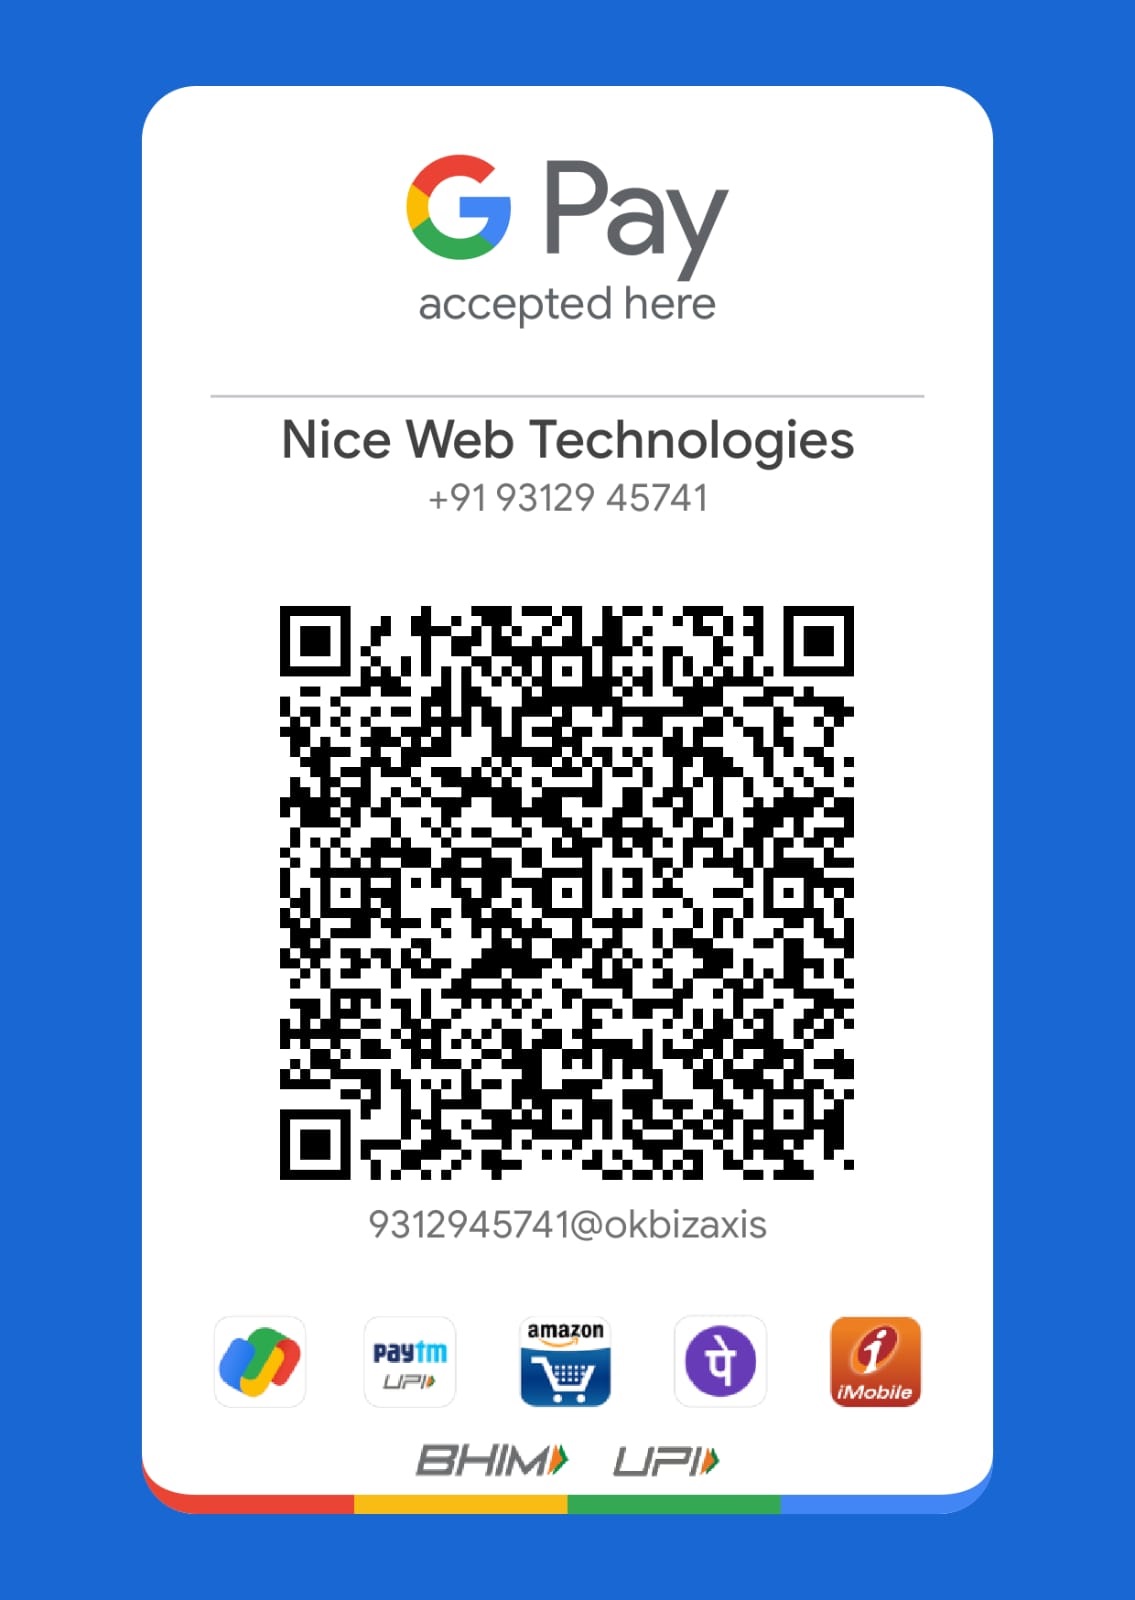 G Pay
accepted here
Nice Web Technologies
+91 93129 45741
9312945741@okbizaxis
paytm
UPI
amazon
पे
i
iMobile
BHIM UPI